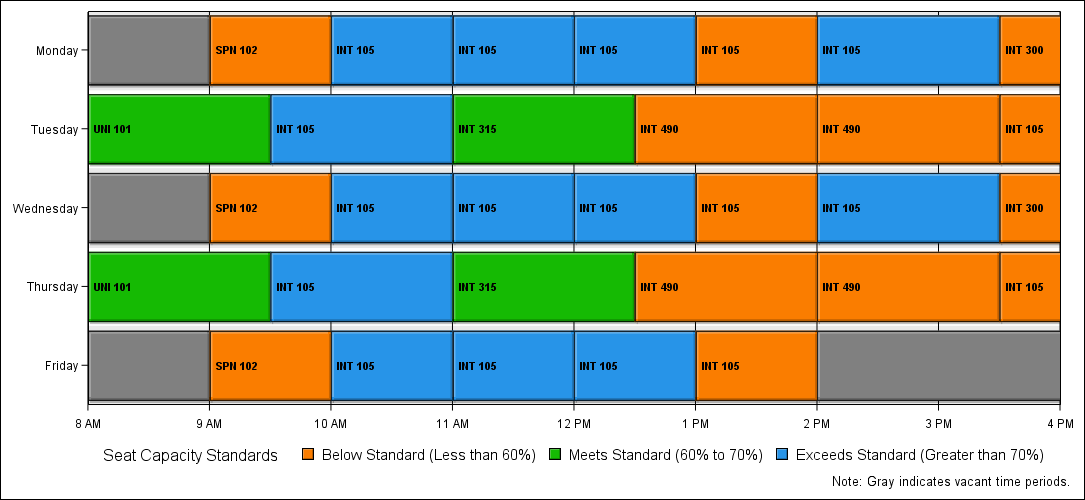 Monday SPN 102 INT 105 INT 105 INT 105 INT 105 INT 105 INT 300
Tuesday UNI 101 INT 105 INT 315 INT 490 INT 490 INT 105
Wednesday SPN 102 INT 105 INT 105 INT 105 INT 105 INT 105 INT 300
Thursday UNI 101 INT 105 INT 315 INT 490 INT 490 INT 105
Friday SPN 102 INT 105 INT 105 INT 105 INT 105
8 AM 9 AM 10 AM 11 AM 12 PM 1 PM 2 PM 3 PM 4 PM
Seat Capacity Standards Below Standard (Less than 60%) Meets Standard (60% to 70%) Exceeds Standard (Greater than 70%)
Note: Gray indicates vacant time periods.